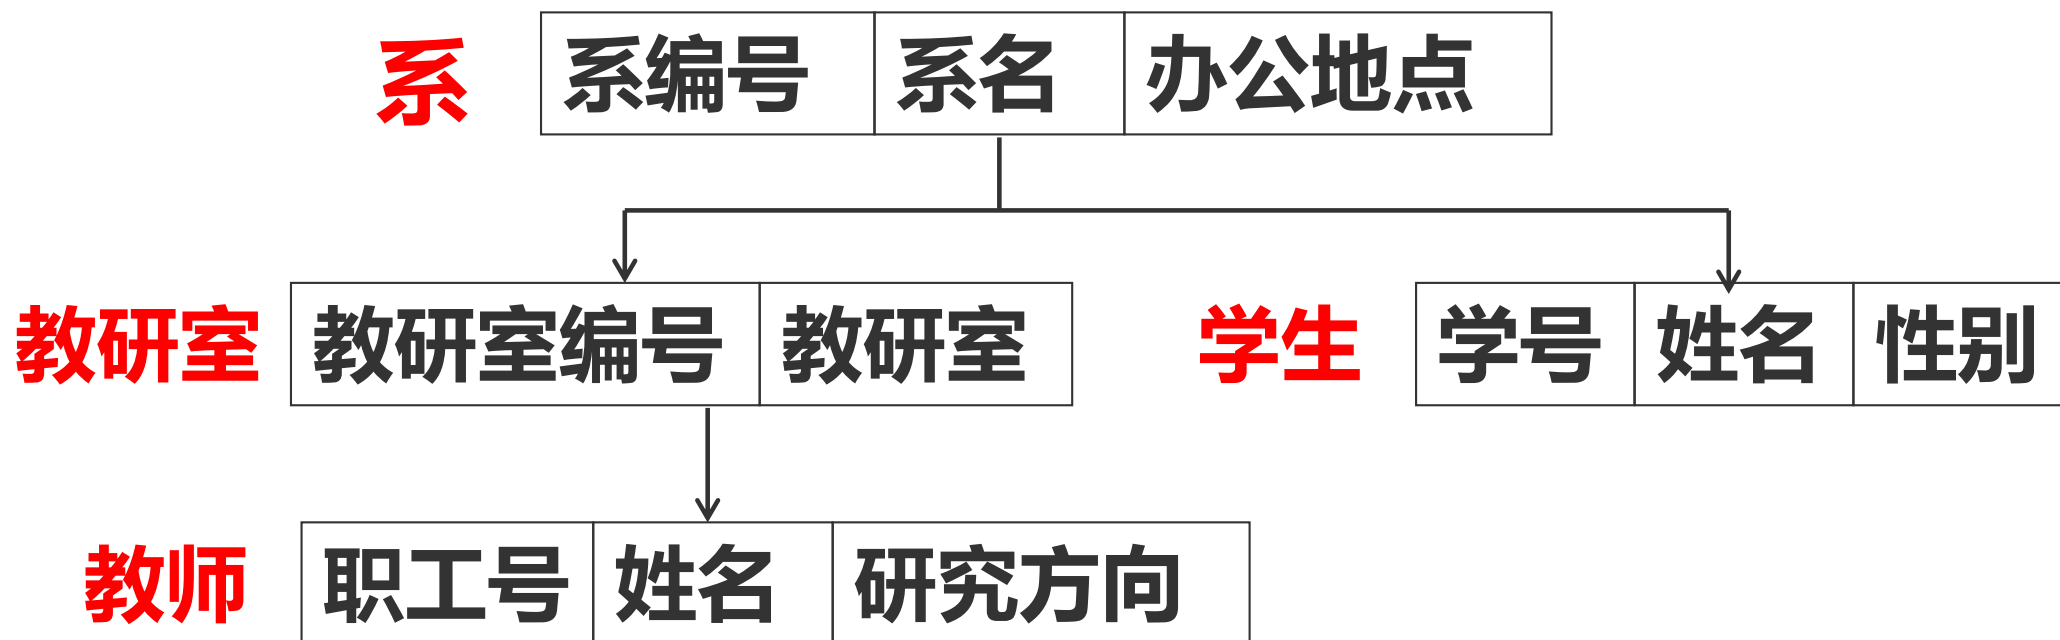 系 系编号 系名 办公地点
教研室 教研室编号 教研室 学生 学号 姓名 性别
教师 职工号 姓名 研究方向